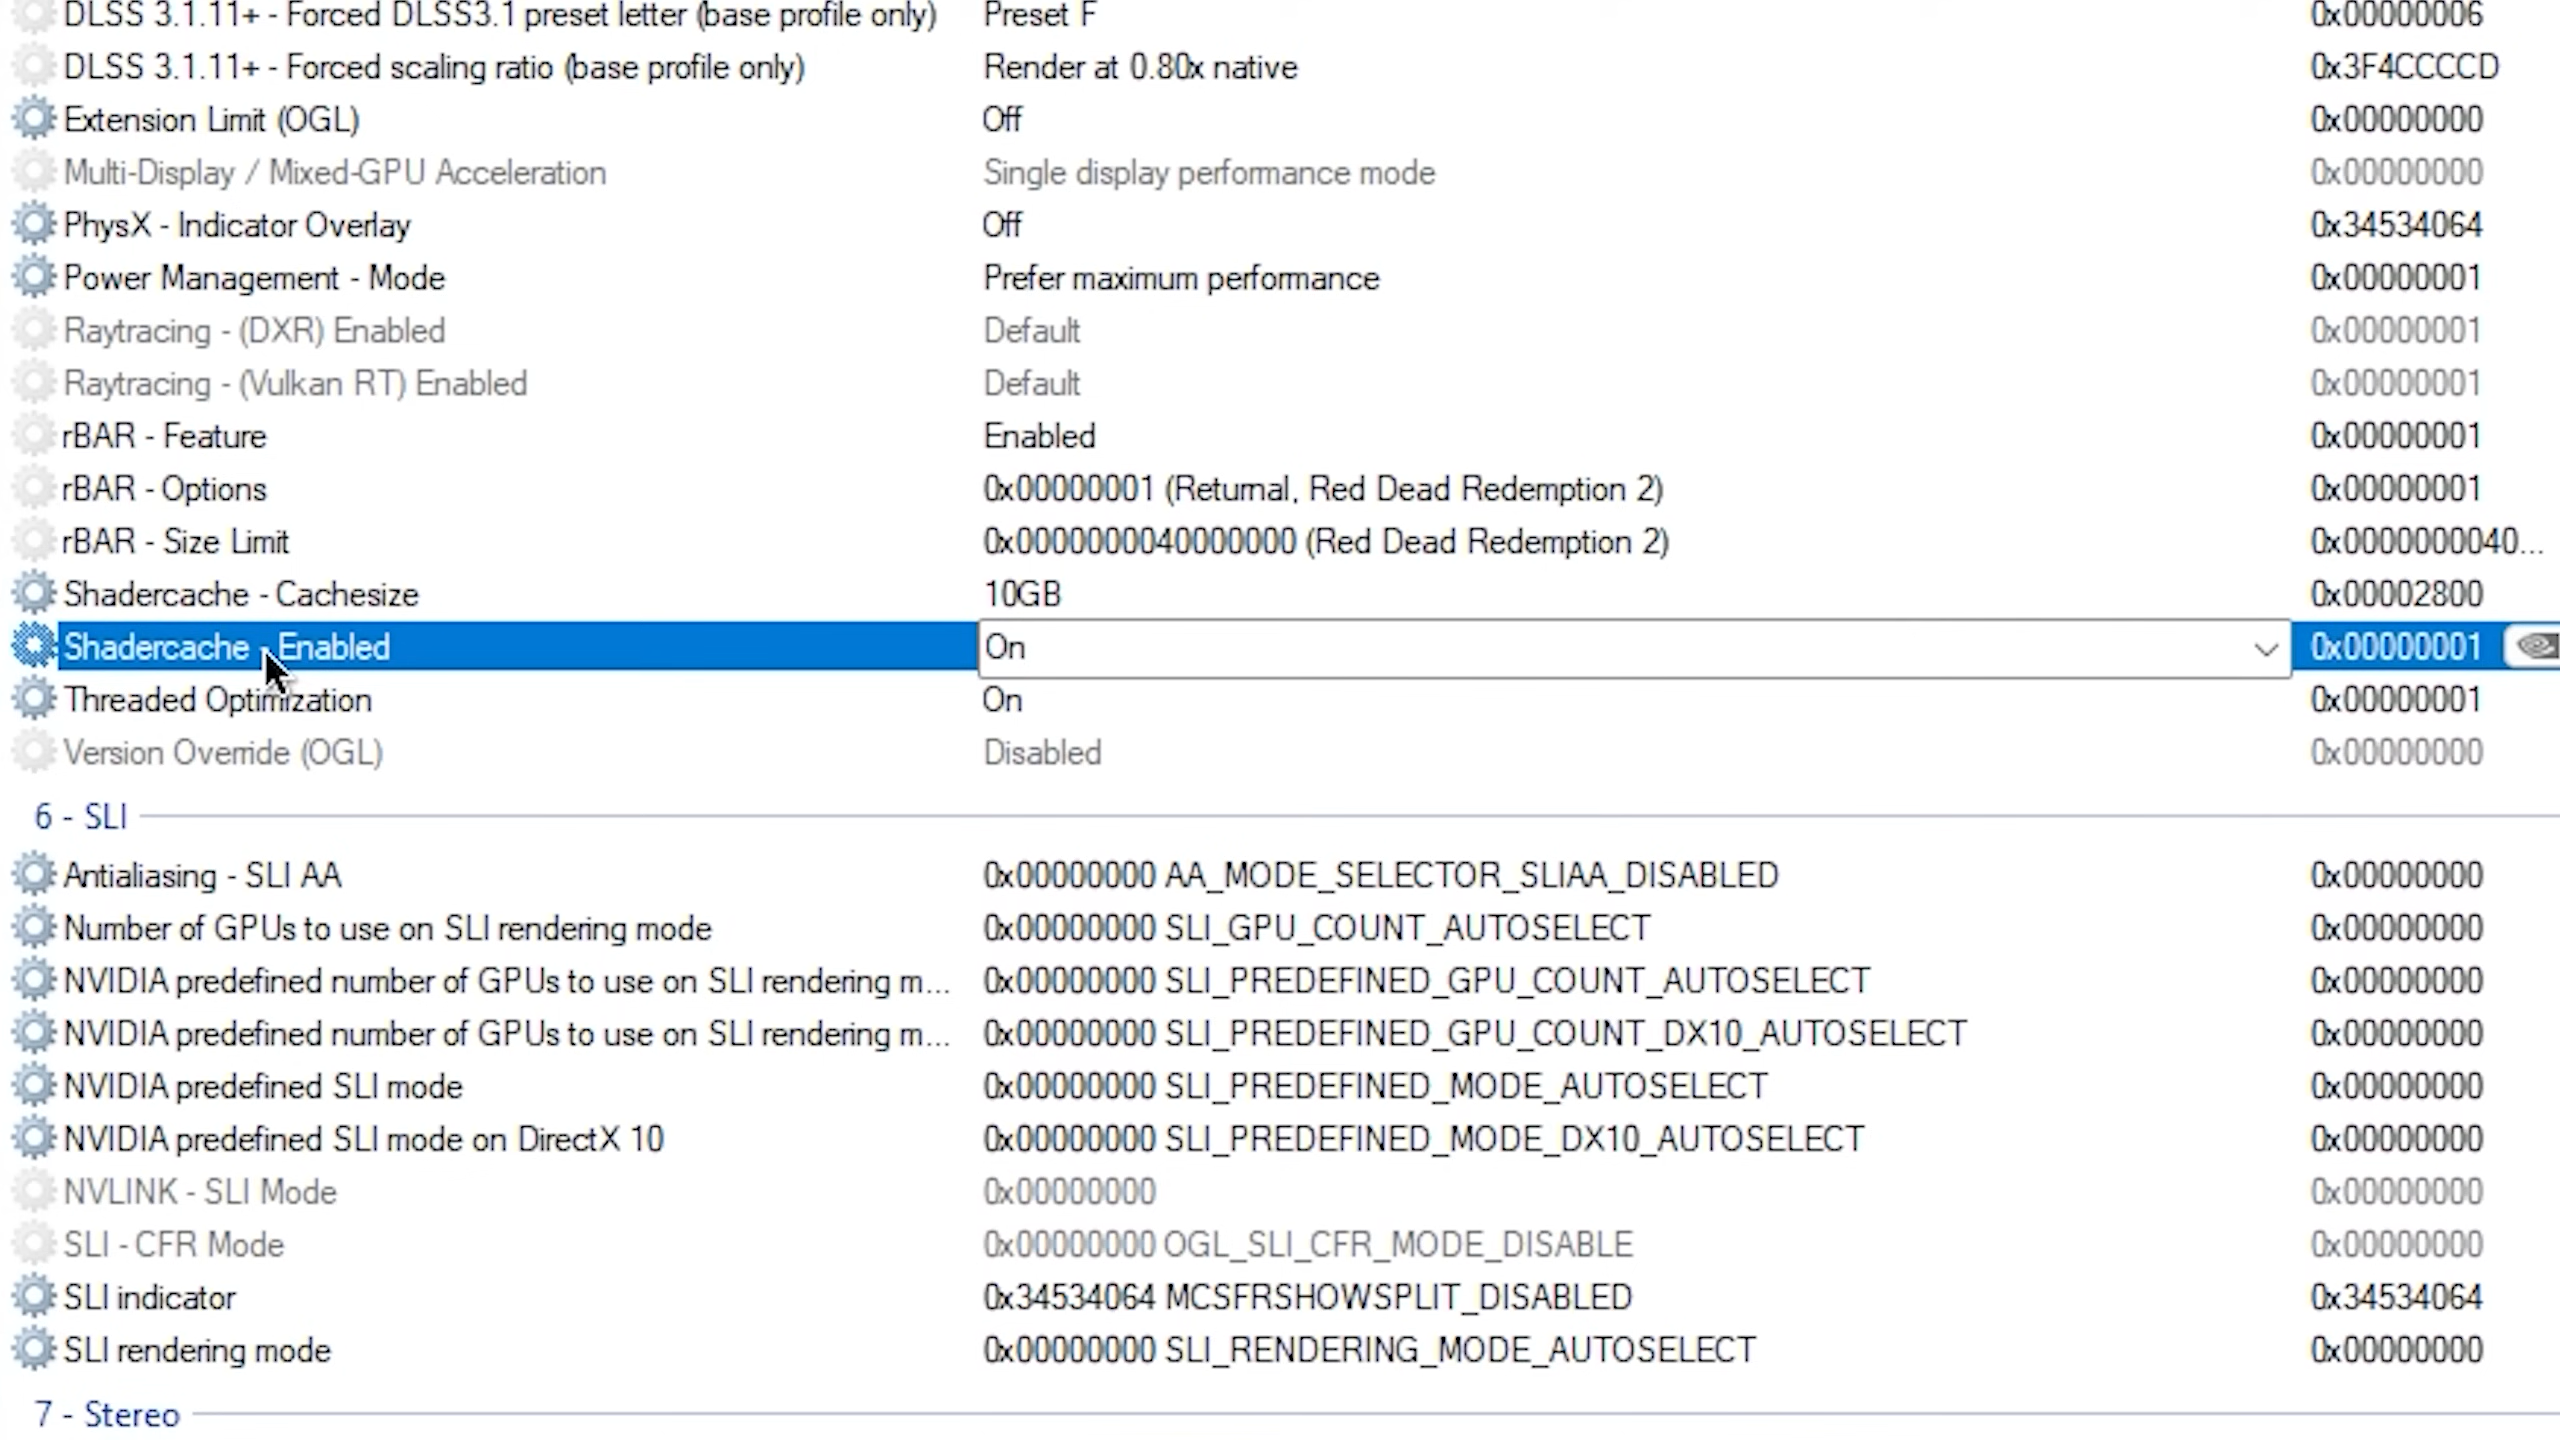 DLSS 3.1.11+ - Forced DLSS3.1 preset letter (base profile only) Preset F 0x00000006
DLSS 3.1.11+ - Forced scaling ratio (base profile only) Render at 0.80x native 0x3F4CCCCD
Extension Limit (OGL) Off 0x00000000
Multi-Display / Mixed-GPU Acceleration Single display performance mode 0x00000000
PhysX - Indicator Overlay Off 0x34534064
Power Management - Mode Prefer maximum performance 0x00000001
Raytracing - (DXR) Enabled Default 0x00000001
Raytracing - (Vulkan RT) Enabled Default 0x00000001
rBAR - Feature Enabled 0x00000001
rBAR - Options 0x00000001 (Returnal, Red Dead Redemption 2) 0x00000001
rBAR - Size Limit 0x0000000040000000 (Red Dead Redemption 2) 0x0000000040...
Shadercache - Cachesize 10GB 0x00002800
Shadercache - Enabled On 0x00000001
Threaded Optimization On 0x00000001
Version Override (OGL) Disabled 0x00000000
6 - SLI
Antialiasing - SLI AA 0x00000000 AA_MODE_SELECTOR_SLIAA_DISABLED 0x00000000
Number of GPUs to use on SLI rendering mode 0x00000000 SLI_GPU_COUNT_AUTOSELECT 0x00000000
NVIDIA predefined number of GPUs to use on SLI rendering m... 0x00000000 SLI_PREDEFINED_GPU_COUNT_AUTOSELECT 0x00000000
NVIDIA predefined number of GPUs to use on SLI rendering m... 0x00000000 SLI_PREDEFINED_GPU_COUNT_DX10_AUTOSELECT 0x00000000
NVIDIA predefined SLI mode 0x00000000 SLI_PREDEFINED_MODE_AUTOSELECT 0x00000000
NVIDIA predefined SLI mode on DirectX 10 0x00000000 SLI_PREDEFINED_MODE_DX10_AUTOSELECT 0x00000000
NVLINK - SLI Mode 0x00000000 0x00000000
SLI - CFR Mode 0x00000000 OGL_SLI_CFR_MODE_DISABLE 0x00000000
SLI indicator 0x34534064 MCSFRSHOWSPLIT_DISABLED 0x34534064
SLI rendering mode 0x00000000 SLI_RENDERING_MODE_AUTOSELECT 0x00000000
7 - Stereo